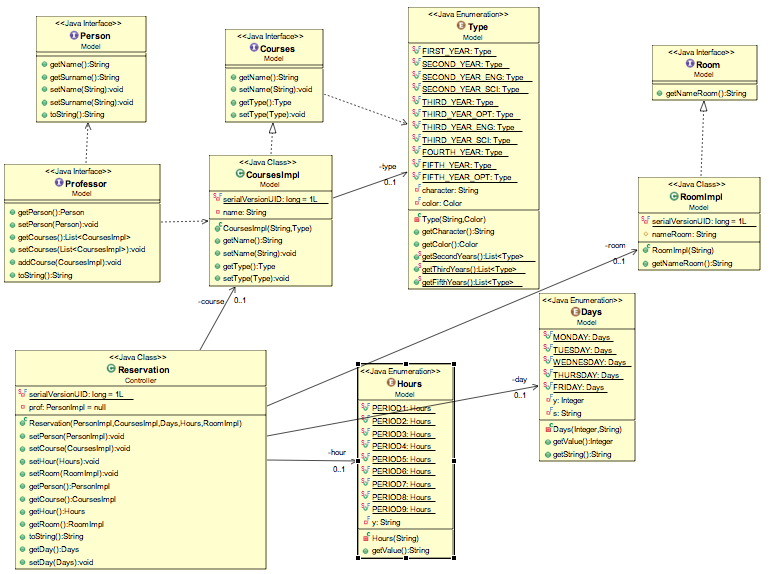 <<Java Interface>>
Person
Model
getName():String
getSurname():String
setName(String):void
setSurname(String):void
toString():String
<<Java Interface>>
Courses
Model
getName():String
setName(String):void
getType():Type
setType(Type):void
<<Java Enumeration>>
Type
Model
FIRST_YEAR: Type
SECOND_YEAR: Type
SECOND_YEAR_ENG: Type
SECOND_YEAR_SCI: Type
THIRD_YEAR: Type
THIRD_YEAR_OPT: Type
THIRD_YEAR_ENG: Type
THIRD_YEAR_SCI: Type
FOURTH_YEAR: Type
FIFTH_YEAR: Type
FIFTH_YEAR_OPT: Type
character: String
color: Color
Type(String,Color)
getCharacter():String
getColor():Color
getSecondYears():List<Type>
getThirdYears():List<Type>
getFifthYears():List<Type>
<<Java Interface>>
Room
Model
getNameRoom():String
<<Java Interface>>
Professor
Model
getPerson():Person
setPerson(Person):void
getCourses():List<CoursesImpl>
setCourses(List<CoursesImpl>):void
addCourse(CoursesImpl):void
toString():String
<<Java Class>>
CoursesImpl
Model
serialVersionUID: long = 1L
name: String
CoursesImpl(String,Type)
getName():String
setName(String):void
getType():Type
setType(Type):void
-type
0..1
<<Java Class>>
RoomImpl
Model
serialVersionUID: long = 1L
nameRoom: String
RoomImpl(String)
getNameRoom():String
-room
0..1
-course
0..1
<<Java Enumeration>>
Days
Model
MONDAY: Days
TUESDAY: Days
WEDNESDAY: Days
THURSDAY: Days
FRIDAY: Days
y: Integer
s: String
Days(Integer,String)
getValue():Integer
getString():String
<<Java Class>>
Reservation
Controller
serialVersionUID: long = 1L
prof: PersonImpl = null
Reservation(PersonImpl,CoursesImpl,Days,Hours,RoomImpl)
setPerson(PersonImpl):void
setCourse(CoursesImpl):void
setHour(Hours):void
setRoom(RoomImpl):void
getPerson():PersonImpl
getCourse():CoursesImpl
getHour():Hours
getRoom():RoomImpl
toString():String
getDay():Days
setDay(Days):void
-day
0..1
-hour
0..1
<<Java Enumeration>>
Hours
Model
PERIOD1: Hours
PERIOD2: Hours
PERIOD3: Hours
PERIOD4: Hours
PERIOD5: Hours
PERIOD6: Hours
PERIOD7: Hours
PERIOD8: Hours
PERIOD9: Hours
y: String
Hours(String)
getValue():String